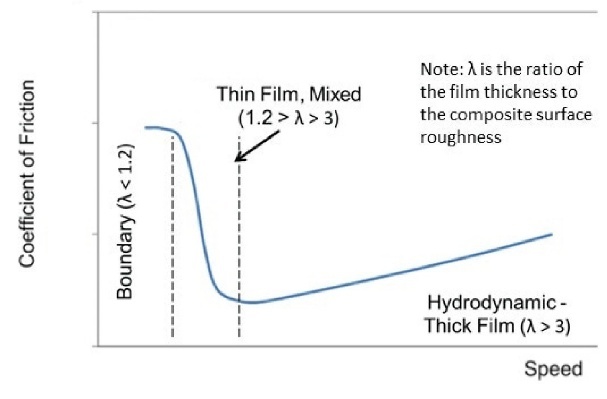 Coefficient of Friction
Boundary (λ < 1.2)
Thin Film, Mixed
(1.2 > λ > 3)
Note: λ is the ratio of
the film thickness to
the composite surface
roughness
Hydrodynamic -
Thick Film (λ > 3)
Speed